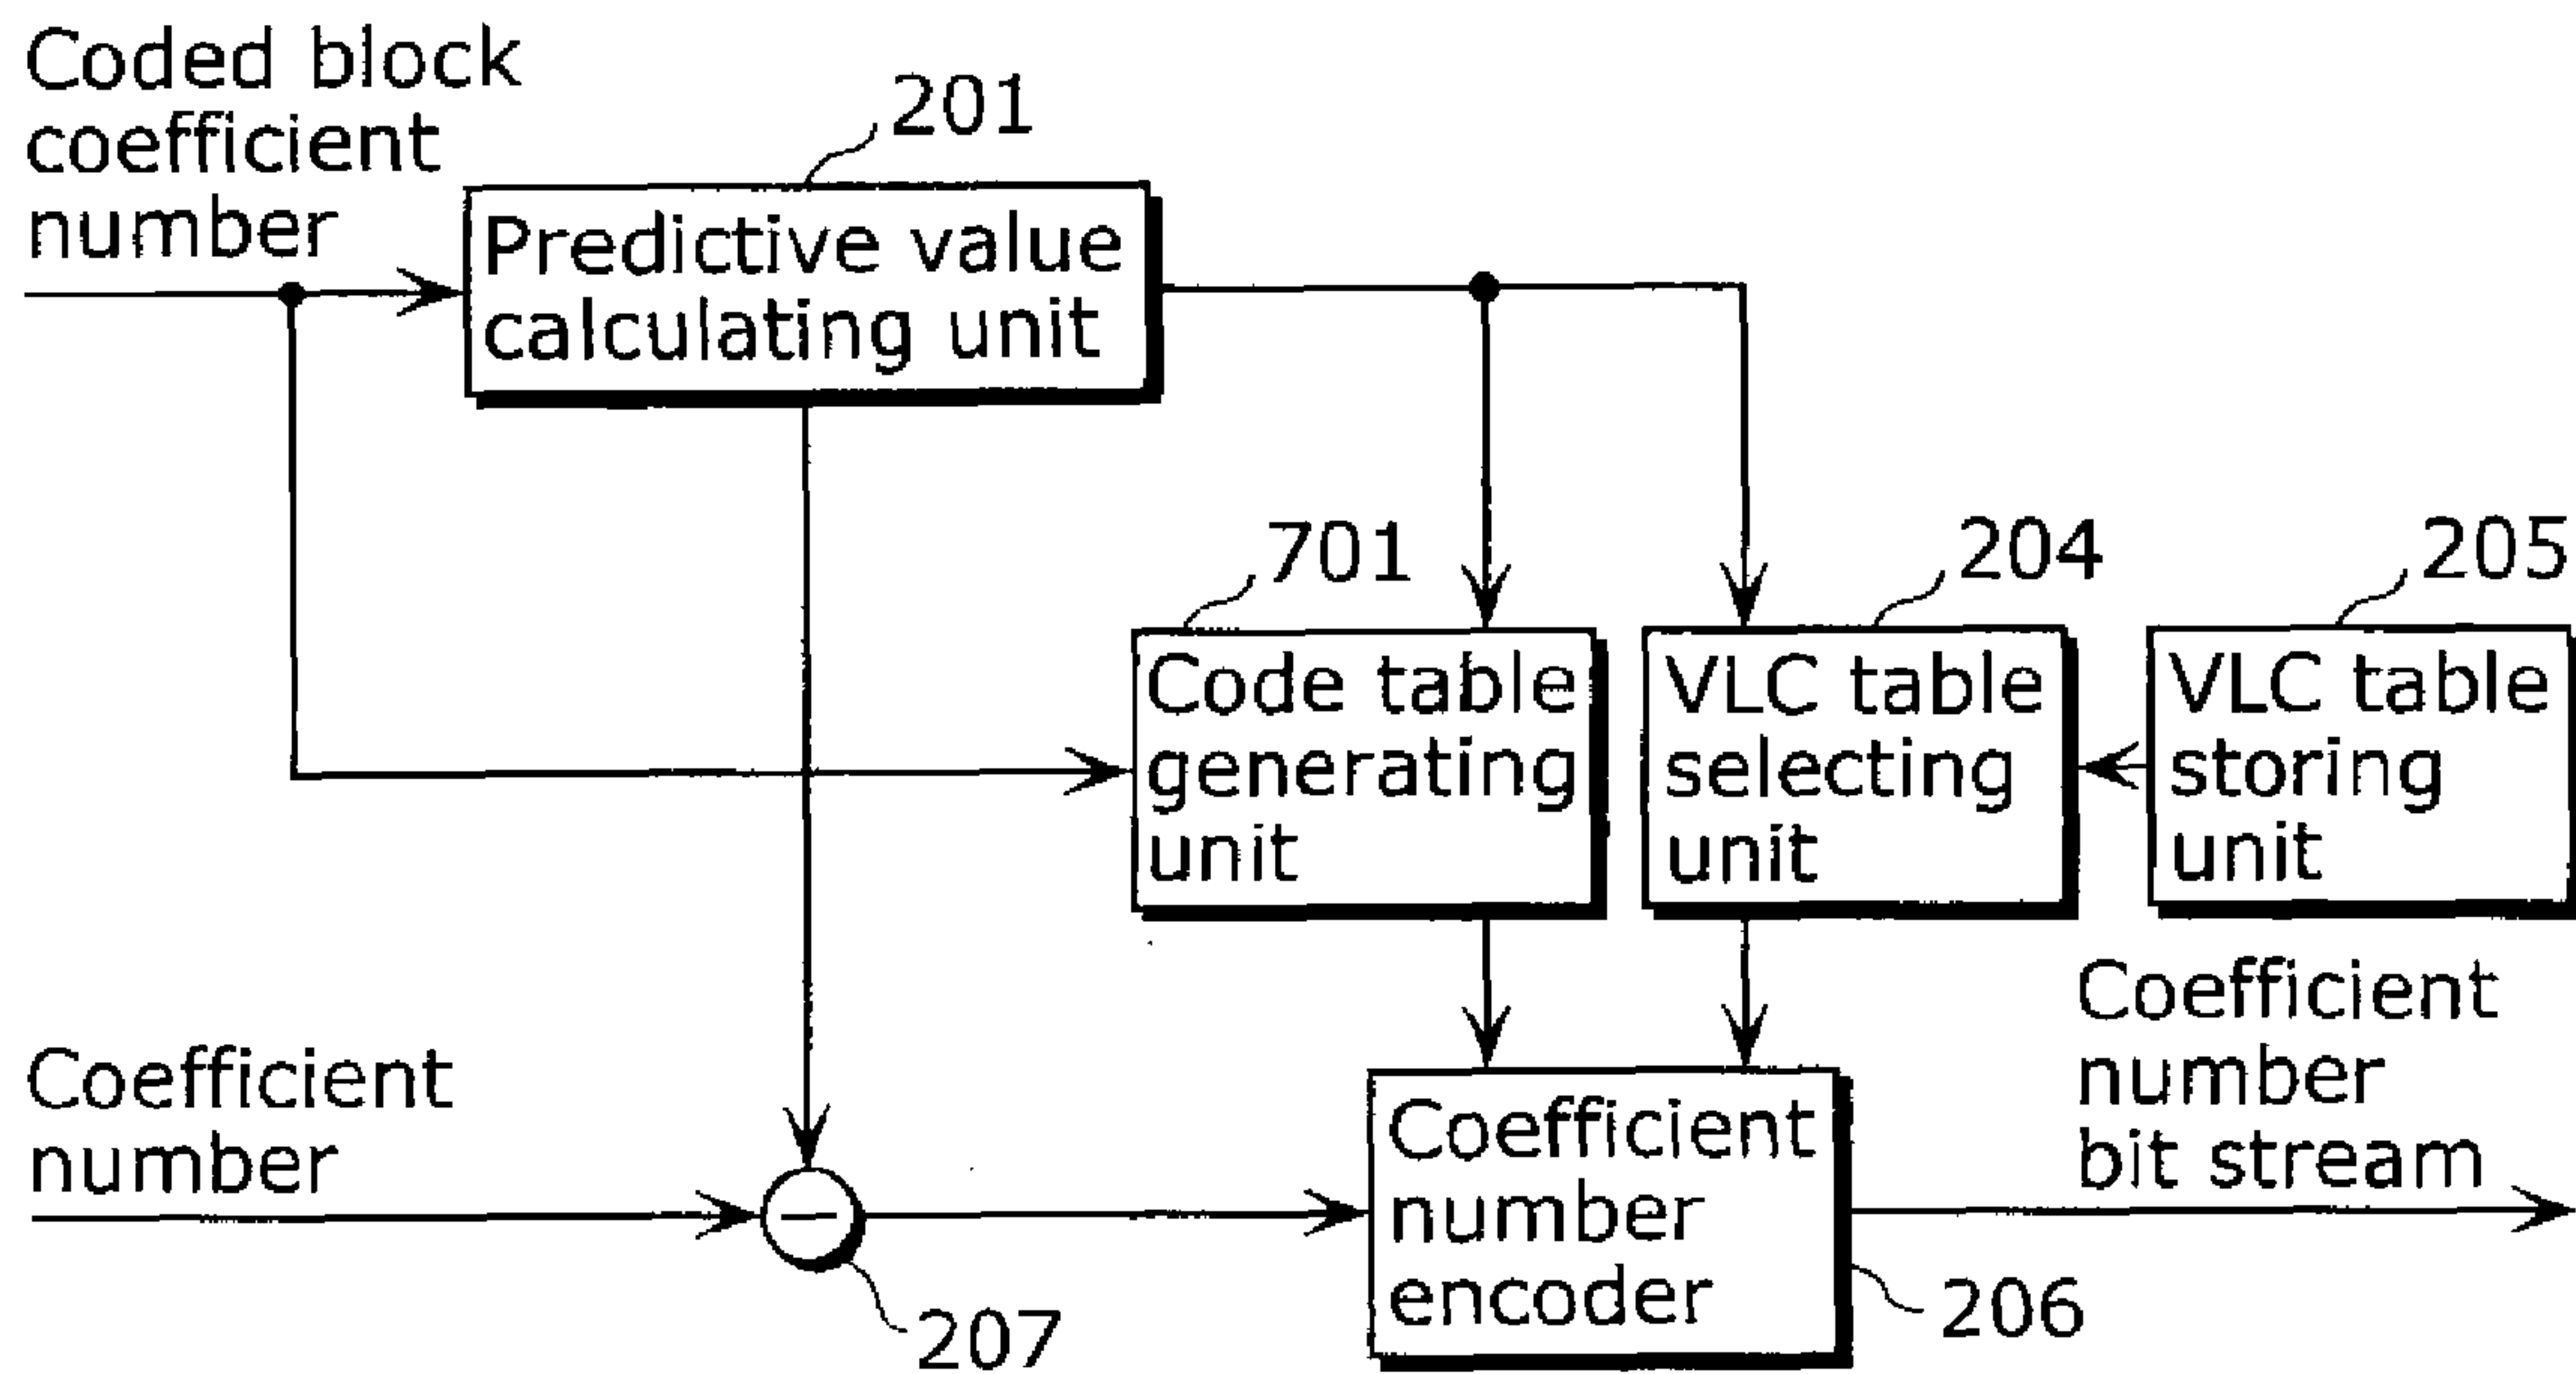 Coded block
coefficient
number
201
Predictive value
calculating unit
701
204
205
Code table
generating
unit
VLC table
selecting
unit
VLC table
storing
unit
Coefficient
number
207
Coefficient
number
encoder
206
Coefficient
number
bit stream